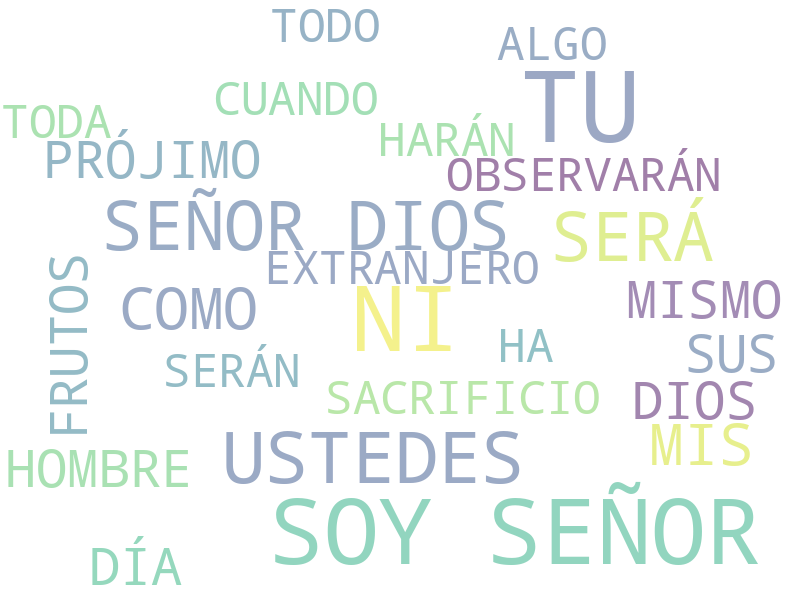 TODO
ALGO
TU
CUANDO
TODA
HARÁN
PRÓJIMO
OBSERVARÁN
SEÑOR DIOS
SERÁ
EXTRANJERO
FRUTOS
COMO
NI
MISMO
HA
SUS
SERÁN
SACRIFICIO
DIOS
MIS
HOMBRE
USTEDES
SOY SEÑOR
DÍA